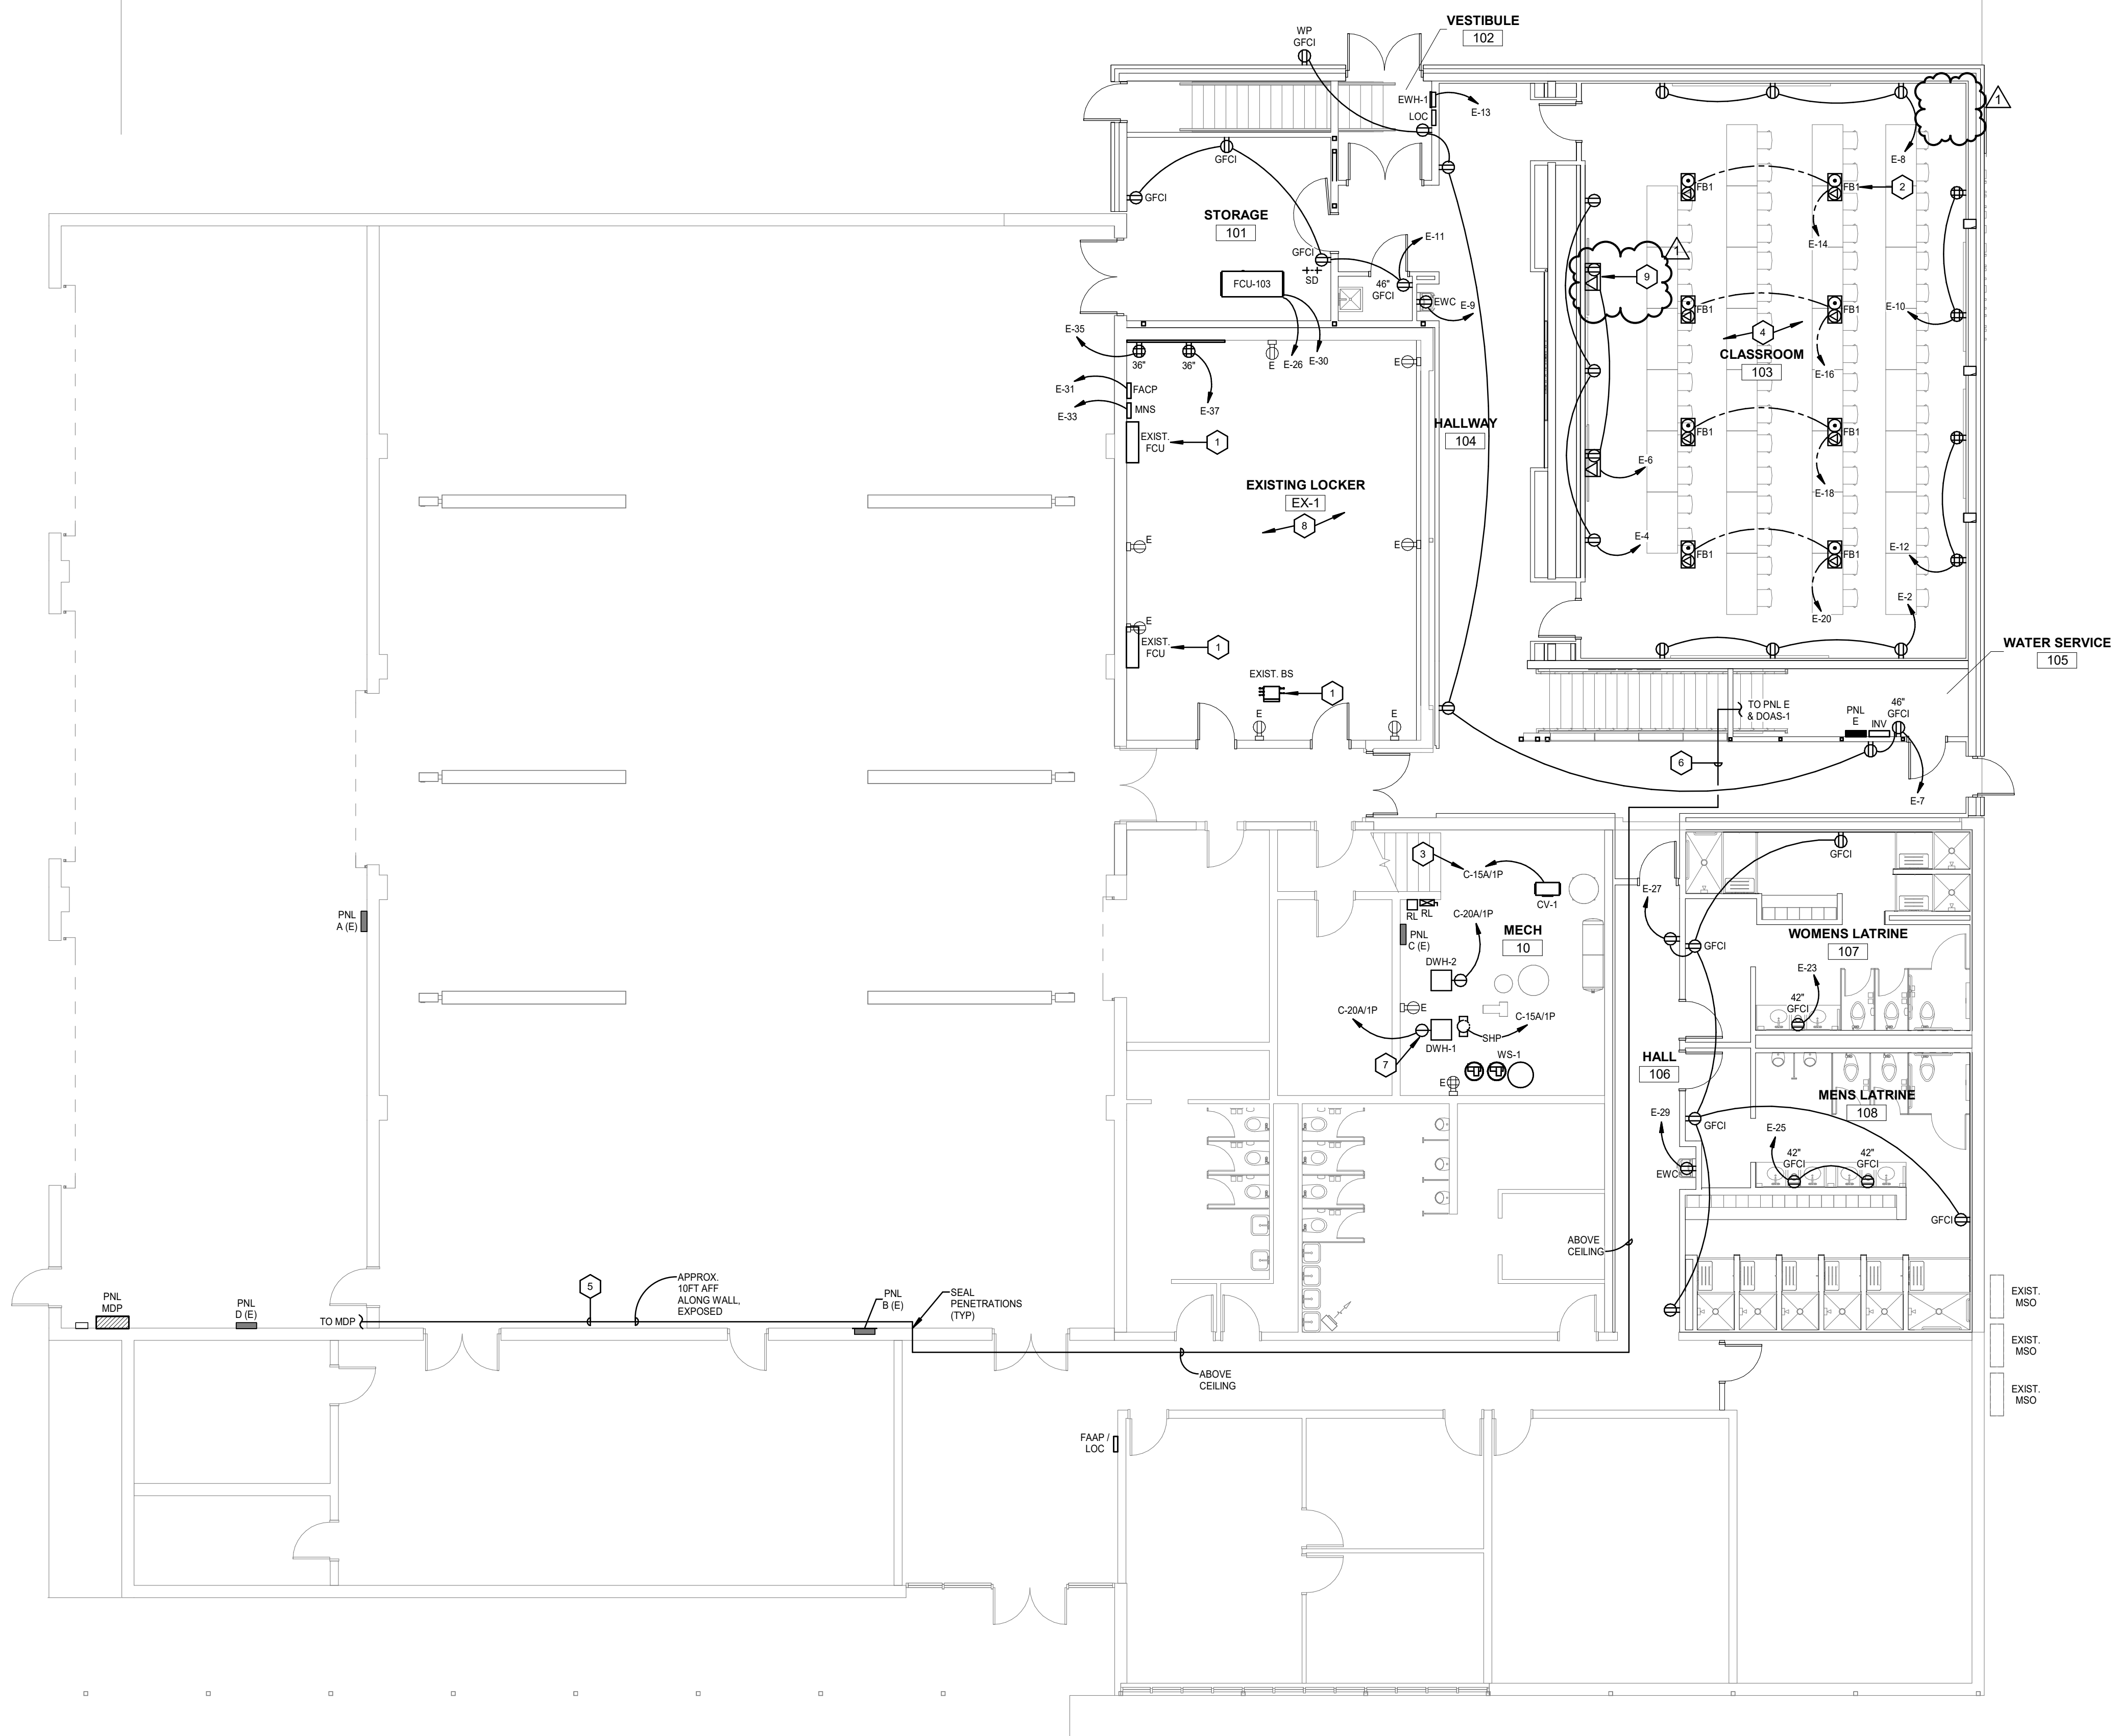 VESTIBULE
102
WP
GFCI
EWH-1
E-13
LOC
1
E-8
GFCI
GFCI
FB1
FB1
2
STORAGE
101
E-11
E-14
GFCI
SD
1
9
FCU-103
46"
GFCI
EWC
E-9
FB1
FB1
E-10
E-35
4
CLASSROOM
103
36"
36"
E
E-26
E-30
E
E-16
E-31
FACP
E-33
MNS
E-37
HALLWAY
104
FB1
FB1
EXIST.
FCU
1
E-6
EXISTING LOCKER
EX-1
8
E-18
E
E
E-4
FB1
FB1
E-12
E-2
E-20
E
EXIST.
FCU
1
WATER SERVICE
105
EXIST. BS
1
E
E
TO PNL E
& DOAS-1
PNL
E
INV
46"
GFCI
6
E-7
3
C-15A/1P
GFCI
CV-1
E-27
PNL
A (E)
RL
RL
C-20A/1P
PNL
C (E)
MECH
10
GFCI
WOMENS LATRINE
107
DWH-2
E-23
42"
GFCI
E
C-20A/1P
C-15A/1P
SHP
DWH-1
WS-1
7
E
HALL
106
MENS LATRINE
108
E-29
GFCI
E-25
42"
GFCI
42"
GFCI
EWC
GFCI
ABOVE
CEILING
5
APPROX.
10FT AFF
ALONG WALL,
EXPOSED
PNL
B (E)
SEAL
PENETRATIONS
(TYP)
PNL
MDP
PNL
D (E)
TO MDP
EXIST.
MSO
EXIST.
MSO
EXIST.
MSO
ABOVE
CEILING
FAAP /
LOC